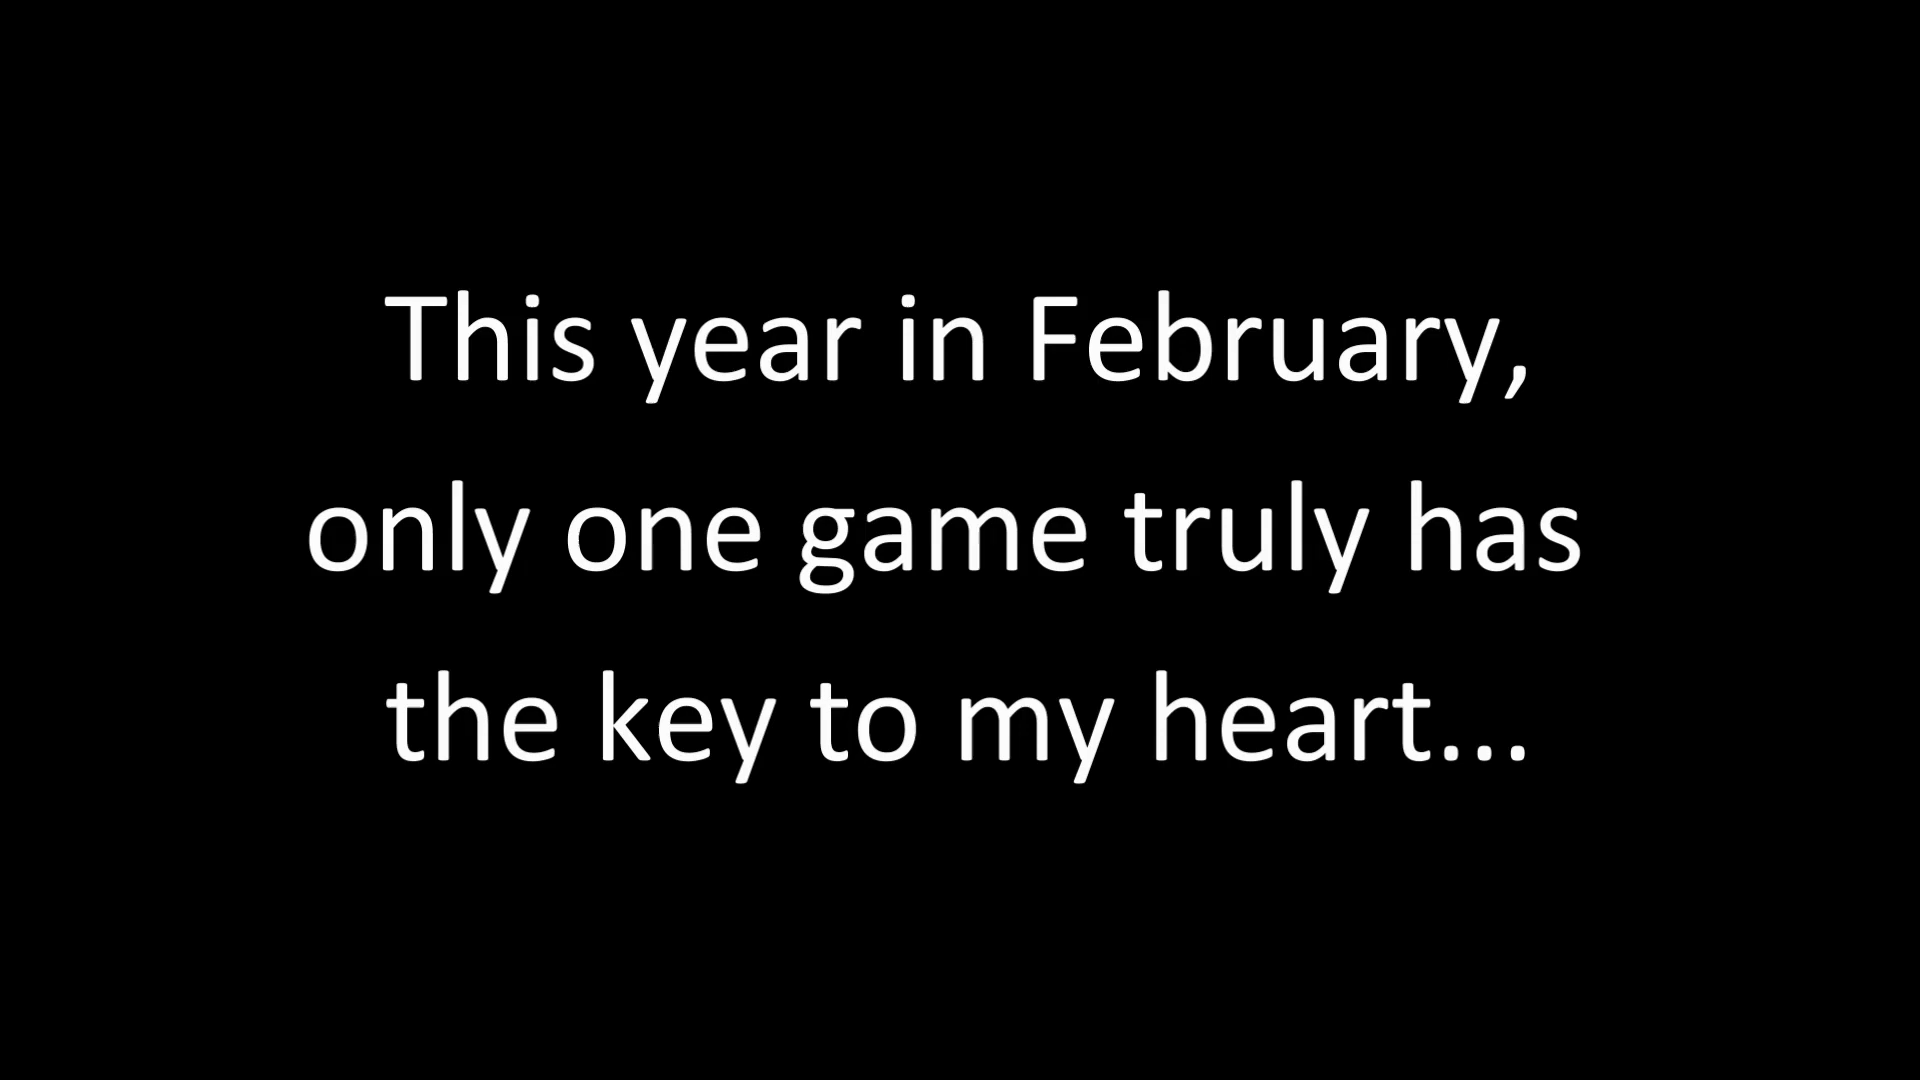 This year in February,
only one game truly has
the key to my heart...